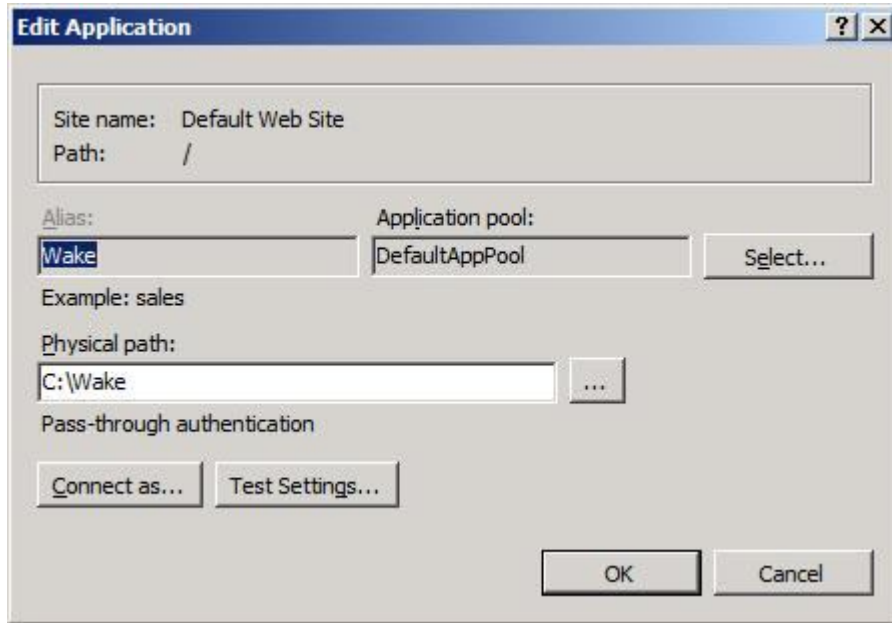 Edit Application
Site name: Default Web Site
Path: /
Alias: Application pool:
Wake DefaultAppPool Select...
Example: sales
Physical path:
C:\Wake ...
Pass-through authentication
Connect as... Test Settings...
OK Cancel